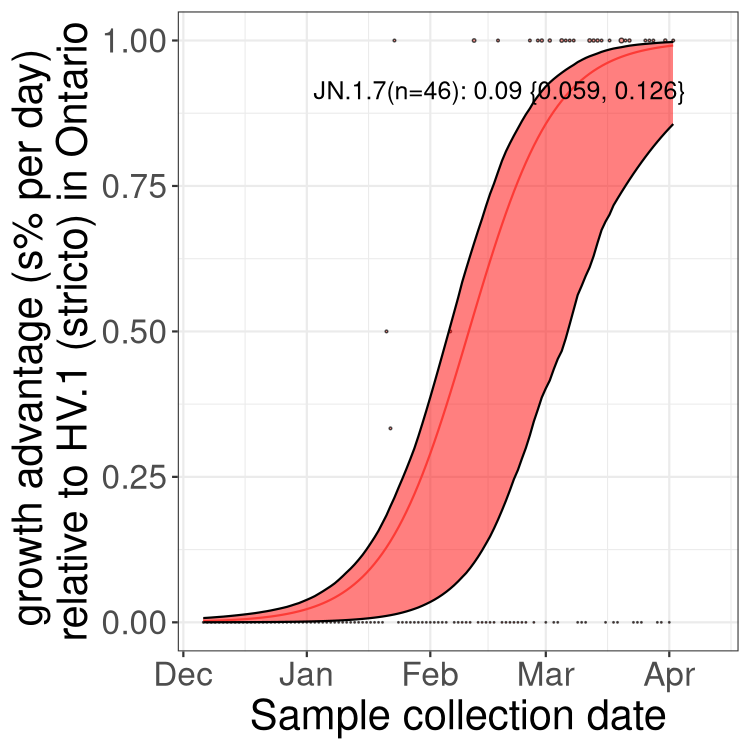 growth advantage (s% per day)
relative to HV.1 (stricto) in Ontario
1.00
0.75
0.50
0.25
0.00
JN.1.7(n=46): 0.09 {0.059, 0.126}
Dec Jan Feb Mar Apr
Sample collection date